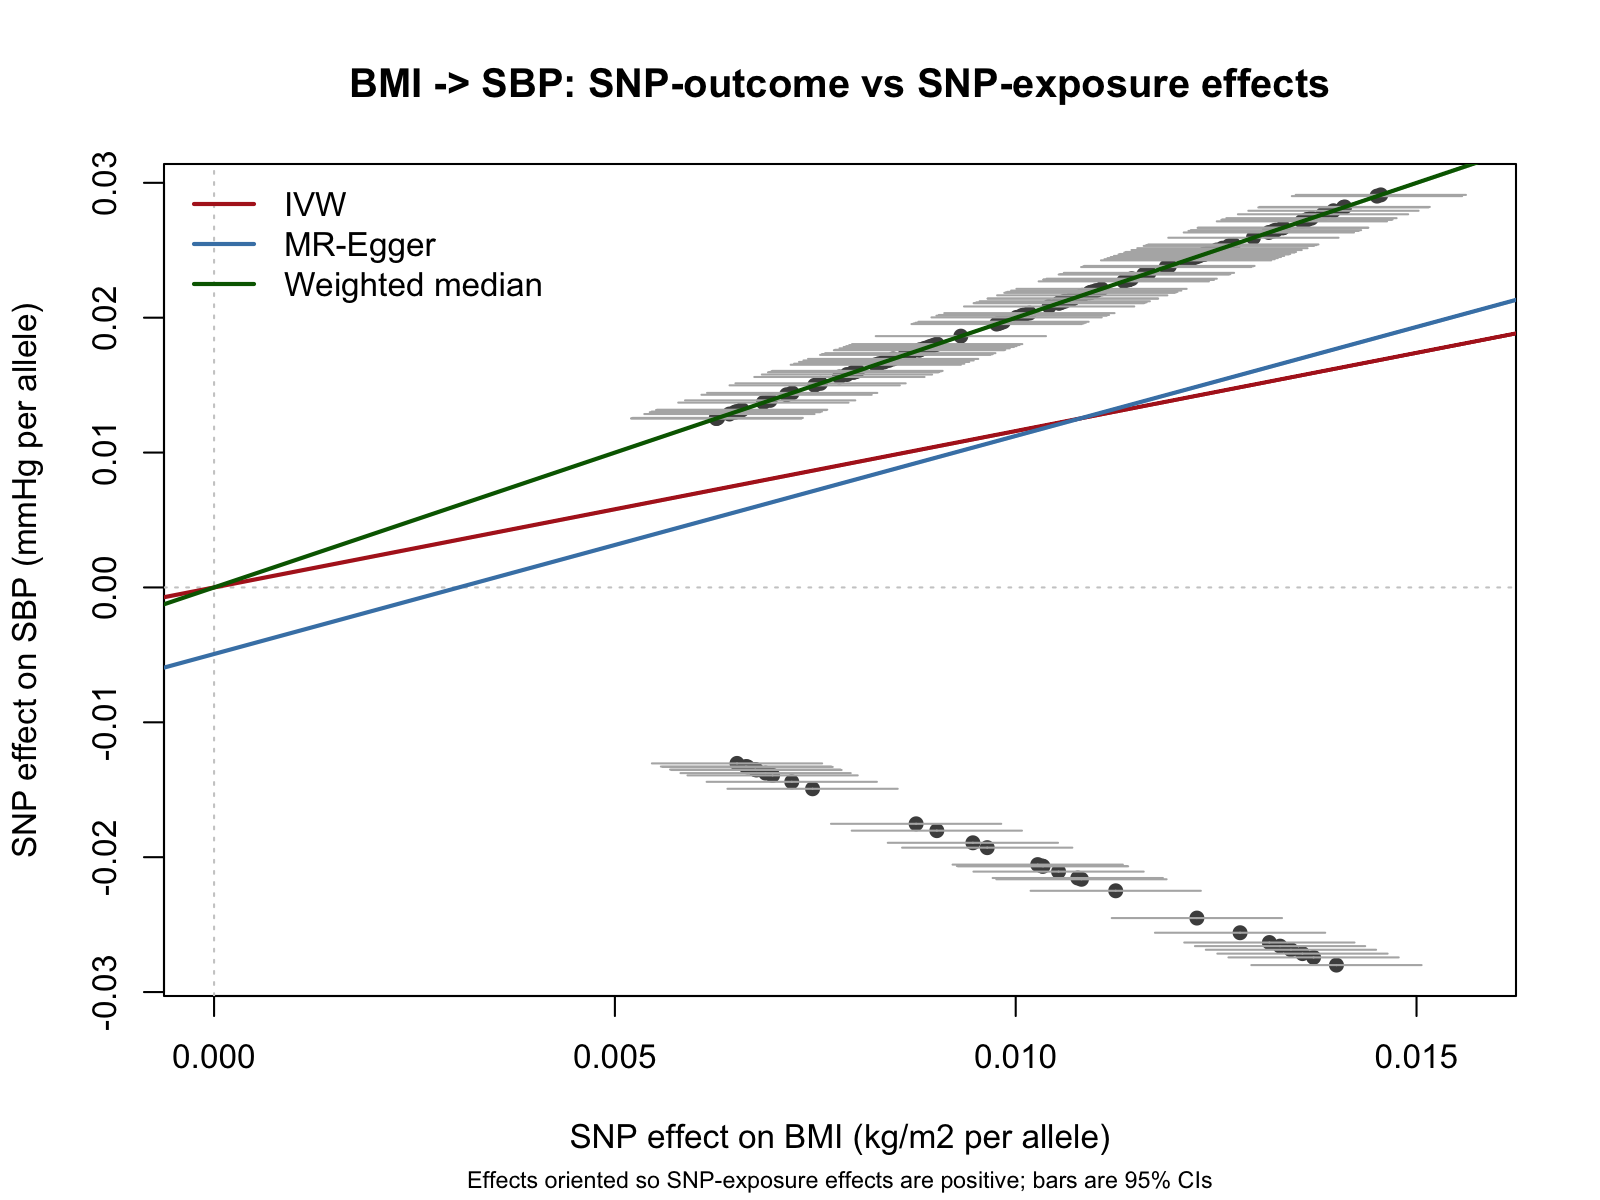 BMI -> SBP: SNP-outcome vs SNP-exposure effects
IVW
MR-Egger
Weighted median
SNP effect on SBP (mmHg per allele)
0.03
0.02
0.01
0.00
-0.01
-0.02
-0.03
0.000
0.005
0.010
0.015
SNP effect on BMI (kg/m2 per allele)
Effects oriented so SNP-exposure effects are positive; bars are 95% CIs